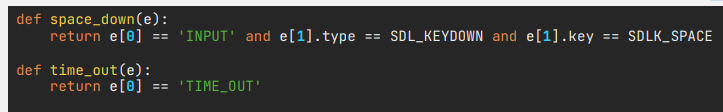 def space_down(e):
    return e[0] == 'INPUT' and e[1].type == SDL_KEYDOWN and e[1].key == SDLK_SPACE
def time_out(e):
    return e[0] == 'TIME_OUT'